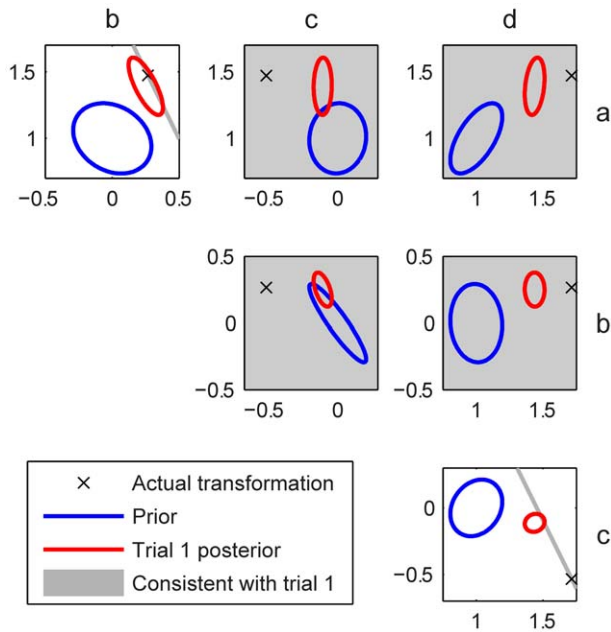 b c d
1.5 1.5 1.5
1 1 1
a
−0.5 0 0.5 −0.5 0 1 1.5
0.5 0.5
0 0
b
−0.5 −0.5
−0.5 0 1 1.5
× Actual transformation
Prior
Trial 1 posterior
Consistent with trial 1
0
c
−0.5
1 1.5